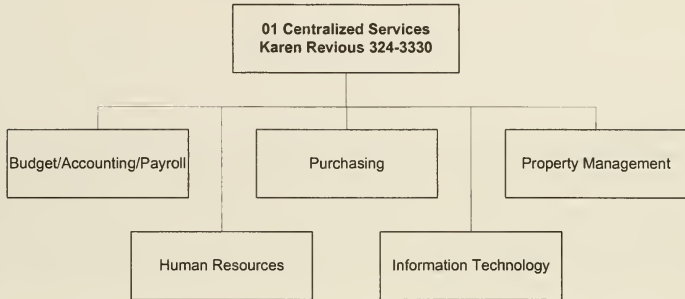 01 Centralized Services
Karen Revious 324-3330
Budget/Accounting/Payroll
Purchasing
Property Management
Human Resources
Information Technology